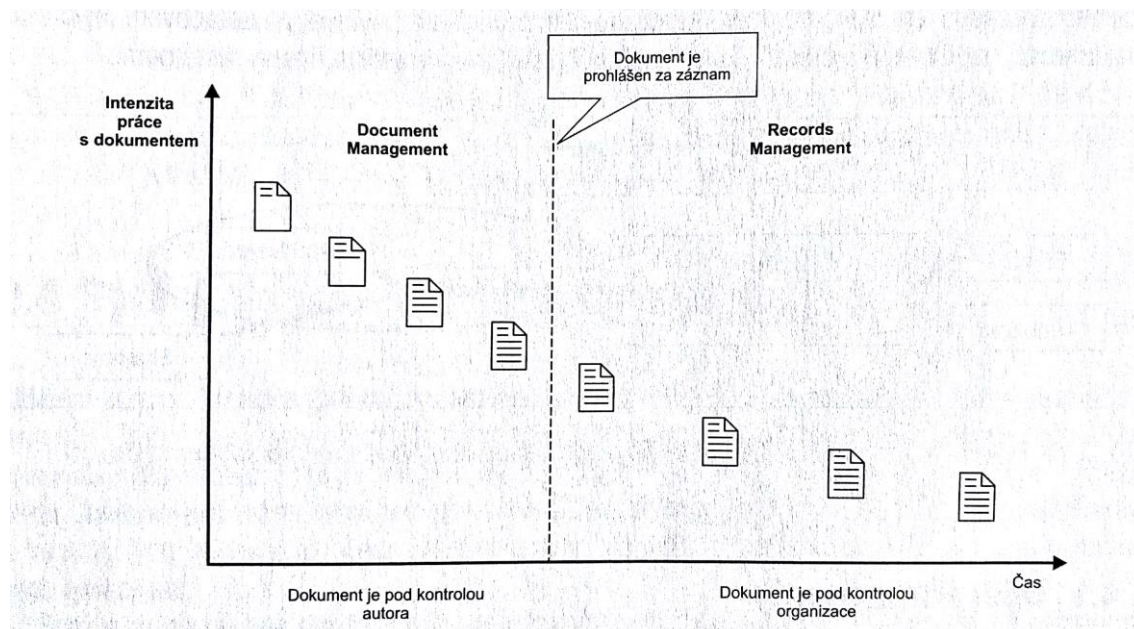 Dokument je
prohlášen za záznam
Intenzita
práce
s dokumentem
Document
Management
Records
Management
Čas
Dokument je pod kontrolou
autora
Dokument je pod kontrolou
organizace